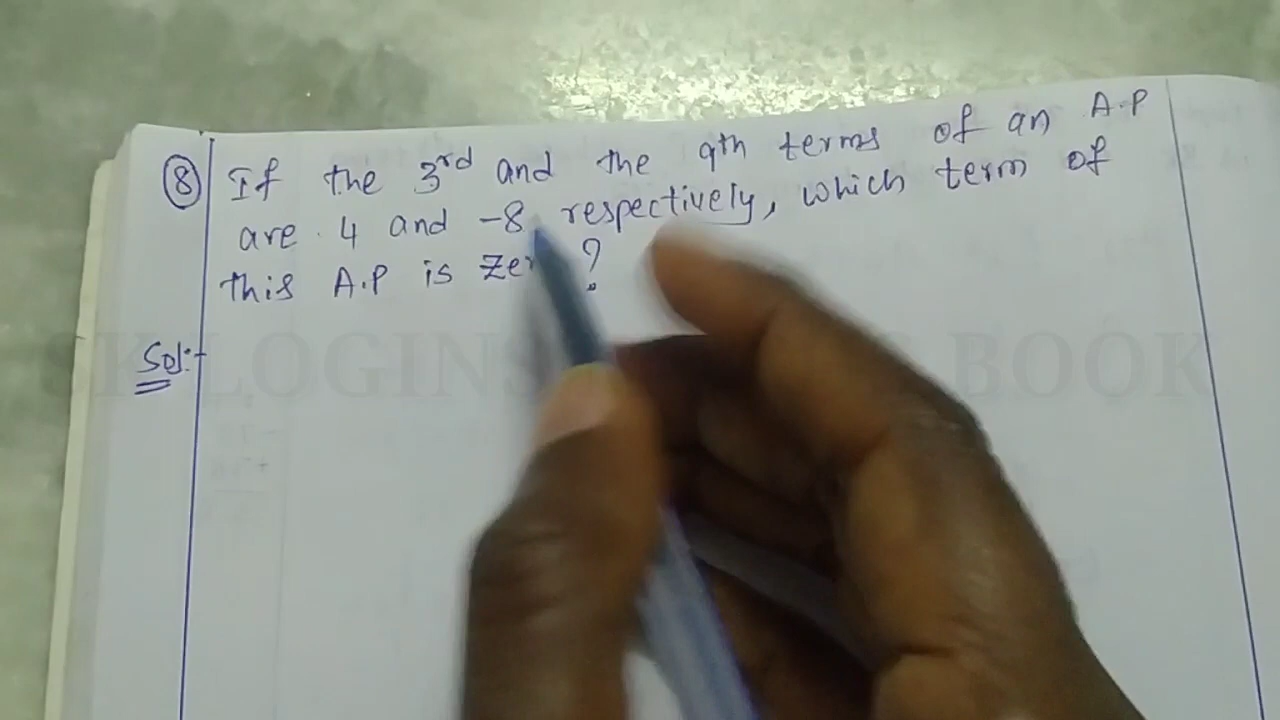 ⑧ If the 3rd and the 9th terms of an A.P
are 4 and -8 respectively, which term of
this A.P is ?
Sol:-